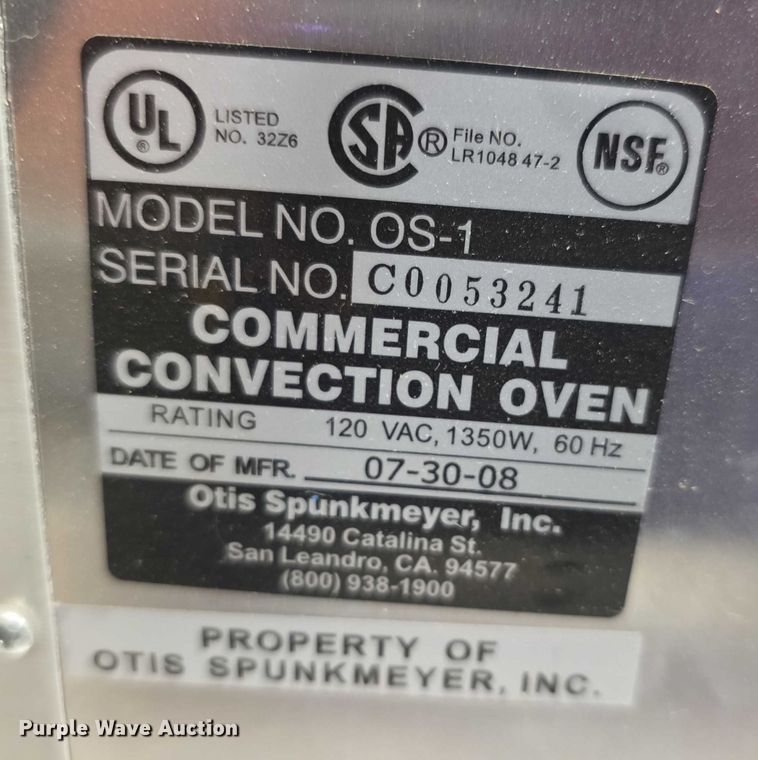 UL ® LISTED NO. 32Z6
SA ® File NO. LR1048 47-2
NSF®
MODEL NO. OS-1
SERIAL NO. C0053241
COMMERCIAL
CONVECTION OVEN
RATING 120 VAC, 1350W, 60 Hz
DATE OF MFR. 07-30-08
Otis Spunkmeyer, Inc.
14490 Catalina St.
San Leandro, CA. 94577
(800) 938-1900
PROPERTY OF
OTIS SPUNKMEYER, INC.
Purple Wave Auction